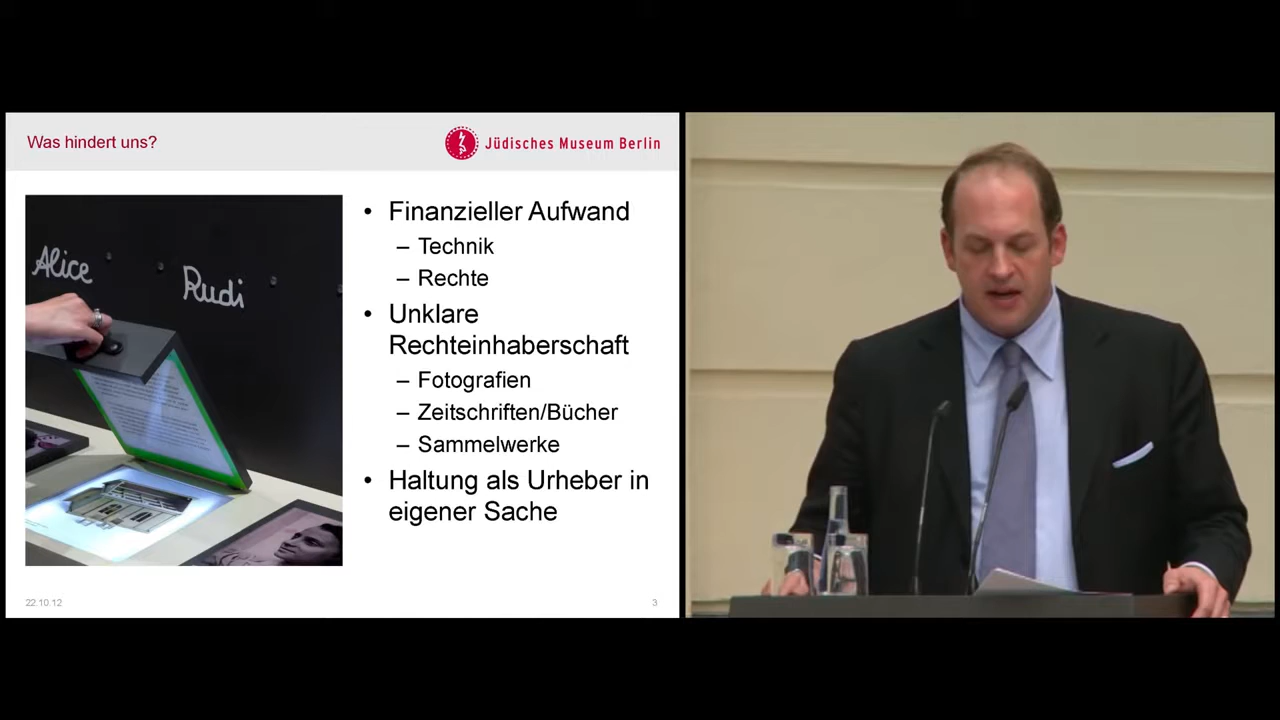 Was hindert uns?
Jüdisches Museum Berlin
Alice
Rudi
• Finanzieller Aufwand
– Technik
– Rechte
• Unklare
Rechteinhaberschaft
– Fotografien
– Zeitschriften/Bücher
– Sammelwerke
• Haltung als Urheber in
eigener Sache
22.10.12
3